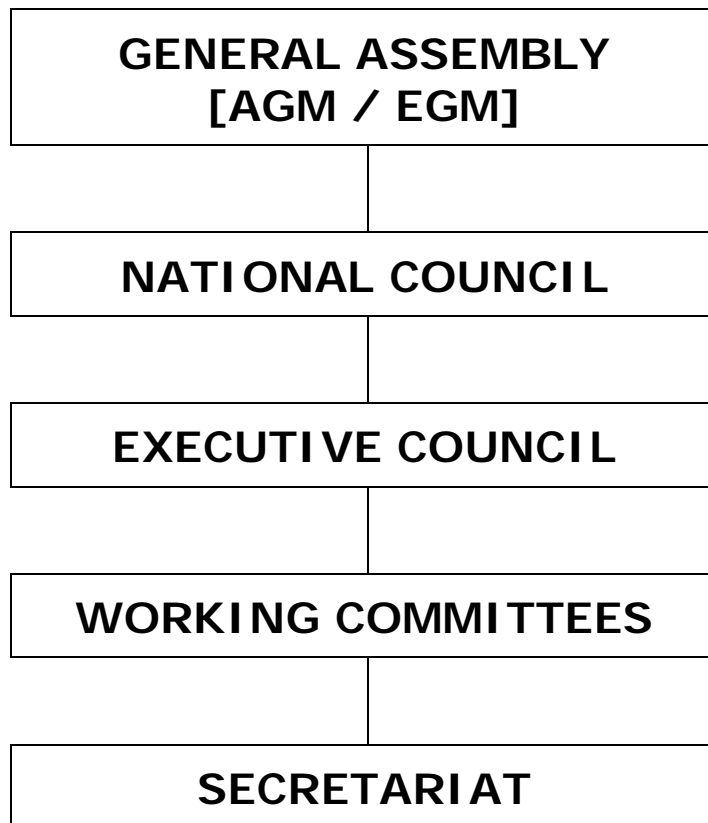 GENERAL ASSEMBLY
[AGM / EGM]
NATIONAL COUNCIL
EXECUTIVE COUNCIL
WORKING COMMITTEES
SECRETARIAT